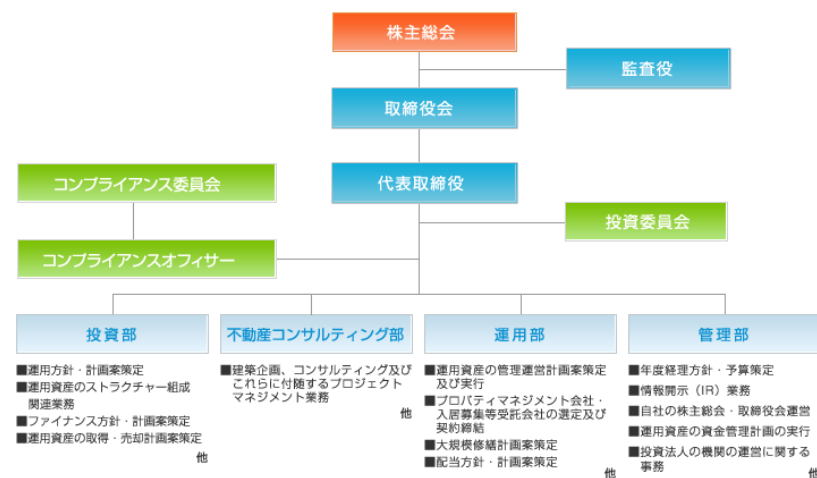 株主総会
監査役
取締役会
代表取締役
コンプライアンス委員会
投資委員会
コンプライアンスオフィサー
投資部
■運用方針・計画案策定
■運用資産のストラクチャー組成
関連業務
■ファイナンス方針・計画案策定
■運用資産の取得・売却計画案策定
他
不動産コンサルティング部
■建築企画、コンサルティング及び
これらに付随するプロジェクト
マネジメント業務
他
運用部
■運用資産の管理運営計画案策定
及び実行
■プロパティマネジメント会社・
入居募集等受託会社の選定及び
契約締結
■大規模修繕計画案策定
■配当方針・計画案策定
他
管理部
■年度経理方針・予算策定
■情報開示（IR）業務
■自社の株主総会・取締役会運営
■運用資産の資金管理計画の実行
■投資法人の機関の運営に関する
事務
他